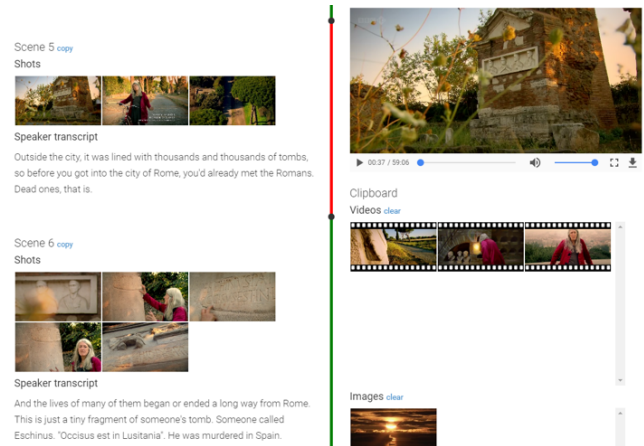 Scene 5 copy
Shots
Speaker transcript
Outside the city, it was lined with thousands and thousands of tombs,
so before you got into the city of Rome, you'd already met the Romans.
Dead ones, that is.
Scene 6 copy
Shots
Speaker transcript
And the lives of many of them began or ended a long way from Rome.
This is just a tiny fragment of someone's tomb. Someone called
Eschinus. "Occisus est in Lusitania". He was murdered in Spain.
00:37 / 59:06
Clipboard
Videos clear
Images clear